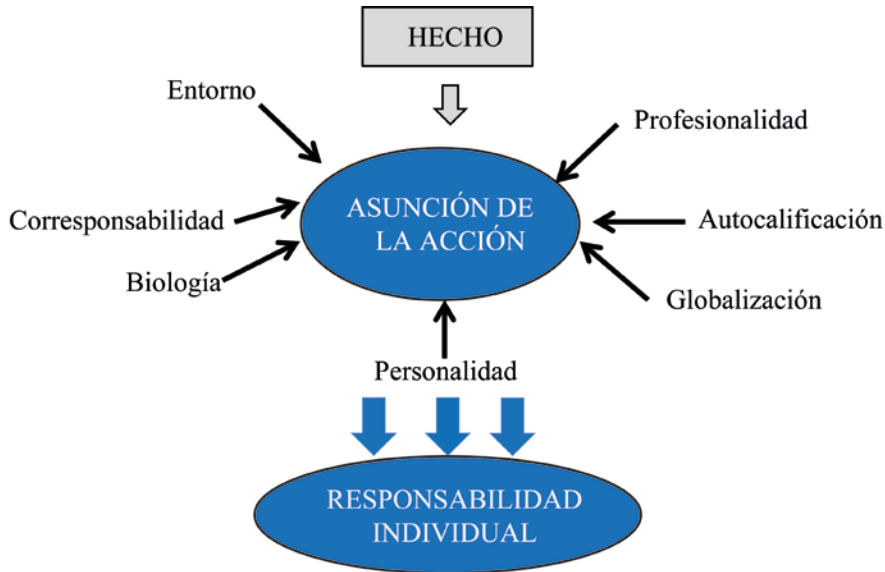 HECHO
Entorno
Profesionalidad
ASUNCIÓN DE
LA ACCIÓN
Corresponsabilidad
Autocalificación
Biología
Globalización
Personalidad
RESPONSABILIDAD
INDIVIDUAL